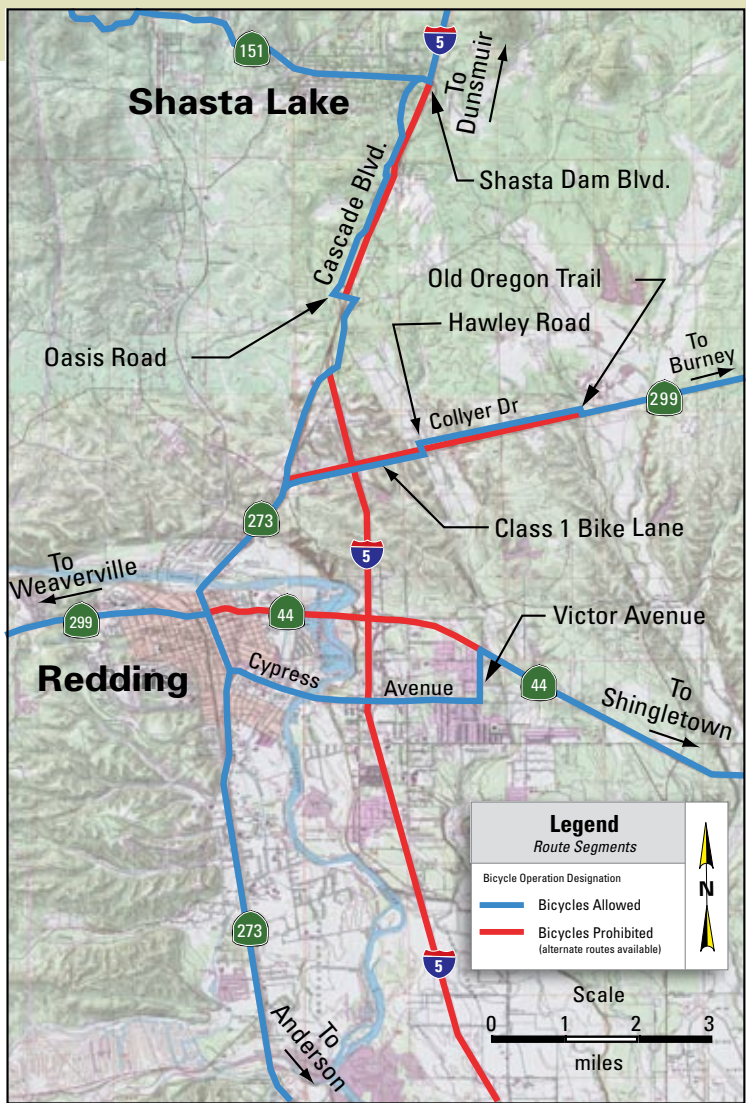 5
151
To
Dunsmuir
Shasta Lake
Cascade Blvd.
Shasta Dam Blvd.
Old Oregon Trail
Hawley Road
Oasis Road
To
Burney
299
Collyer Dr
273
Class 1 Bike Lane
5
To
Weaverville
299
44
Victor Avenue
Redding
Cypress
Avenue
44
To
Shingletown
Legend
Route Segments
Bicycle Operation Designation
Bicycles Allowed
Bicycles Prohibited
(alternate routes available)
N
273
5
Scale
0 1 2 3
miles
To
Anderson